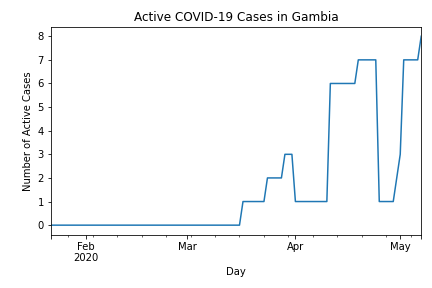 Active COVID-19 Cases in Gambia
Number of Active Cases
8
7
6
5
4
3
2
1
0
Feb
2020
Mar
Apr
May
Day